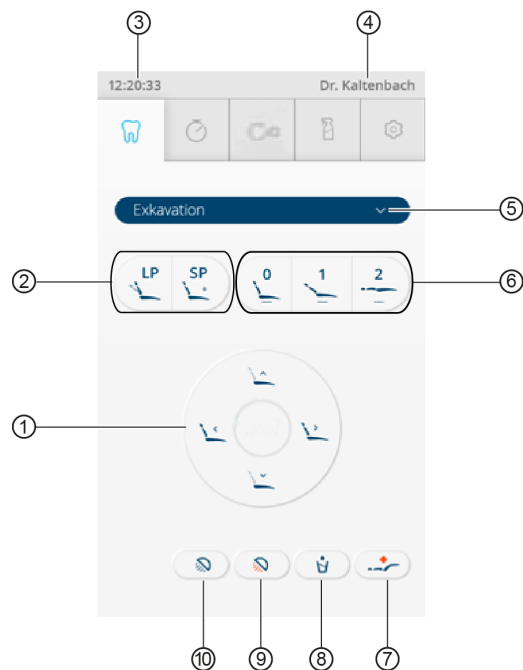 ③ ④
12:20:33 Dr. Kaltenbach
Exkavation ⑤
② LP SP 0 1 2 ⑥
①
⑩ ⑨ ⑧ ⑦